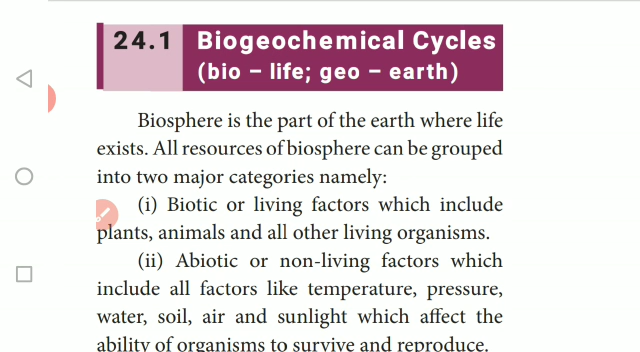 24.1 Biogeochemical Cycles
(bio – life; geo – earth)
Biosphere is the part of the earth where life
exists. All resources of biosphere can be grouped
into two major categories namely:
(i) Biotic or living factors which include
plants, animals and all other living organisms.
(ii) Abiotic or non-living factors which
include all factors like temperature, pressure,
water, soil, air and sunlight which affect the
ability of organisms to survive and reproduce.